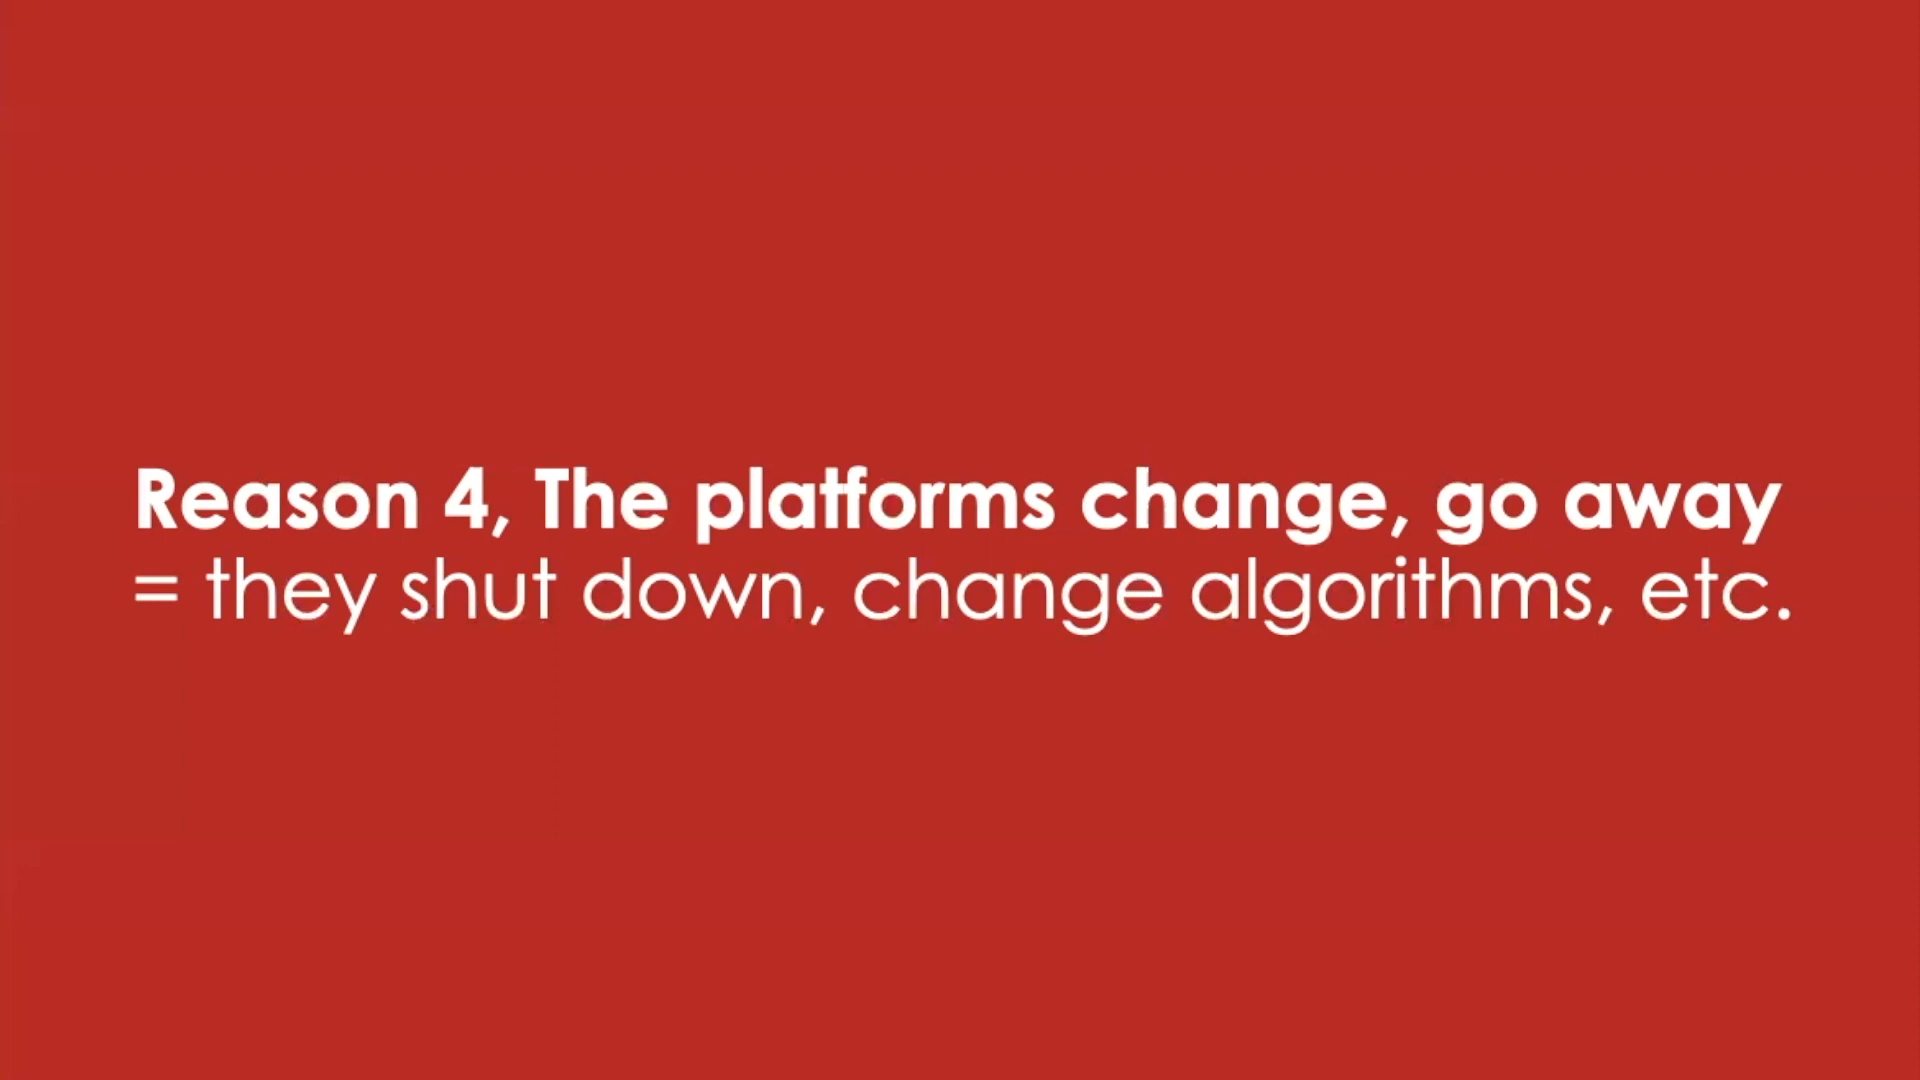 Reason 4, The platforms change, go away
= they shut down, change algorithms, etc.